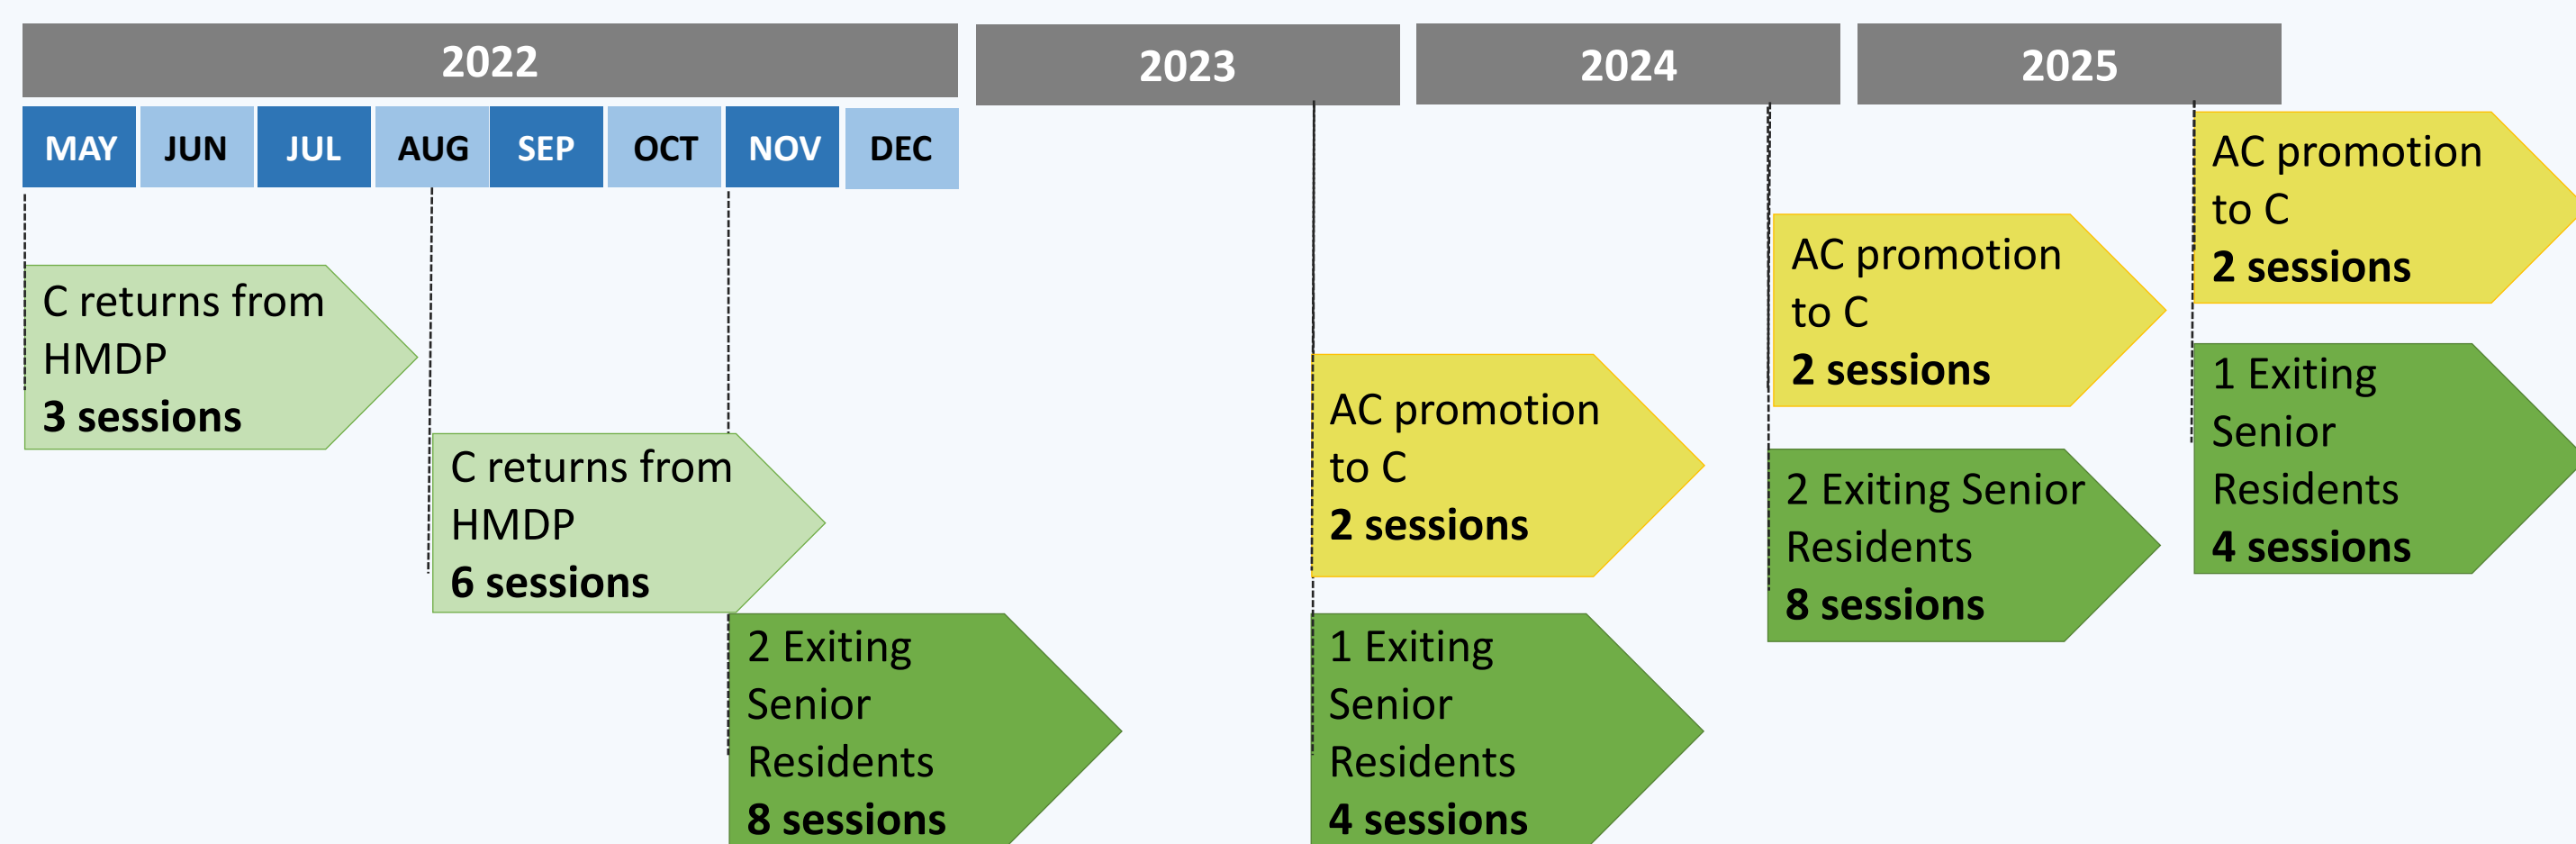 2022
2023
2024
2025
MAY
JUN
JUL
AUG
SEP
OCT
NOV
DEC
C returns from
HMDP
3 sessions
C returns from
HMDP
6 sessions
2 Exiting
Senior
Residents
8 sessions
AC promotion
to C
2 sessions
1 Exiting
Senior
Residents
4 sessions
AC promotion
to C
2 sessions
2 Exiting Senior
Residents
8 sessions
AC promotion
to C
2 sessions
1 Exiting
Senior
Residents
4 sessions